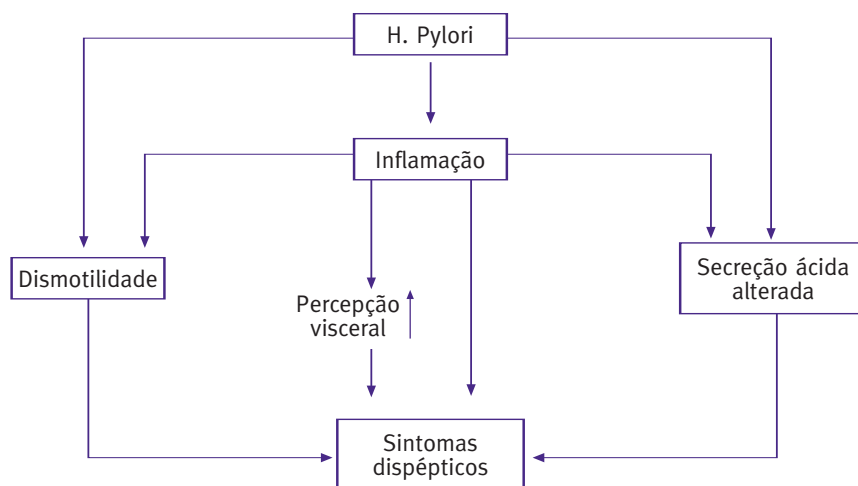 H. Pylori
Inflamação
Dismotilidade
Secreção ácida
alterada
Percepção
visceral
Sintomas
dispépticos